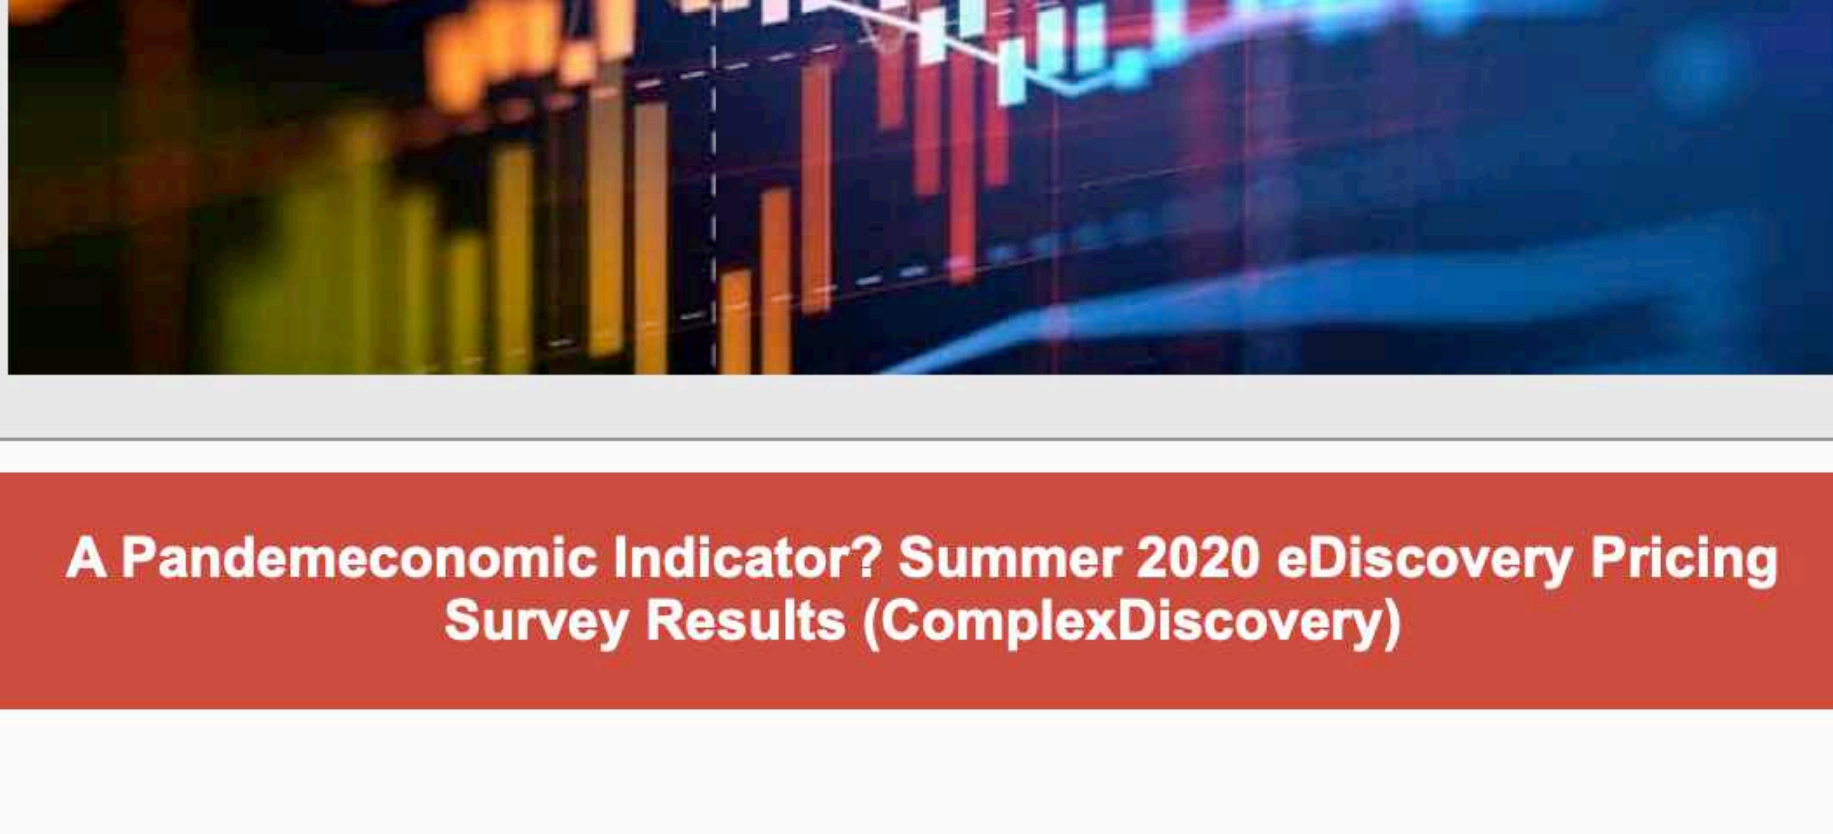 A Pandemeconomic Indicator? Summer 2020 eDiscovery Pricing
Survey Results (ComplexDiscovery)